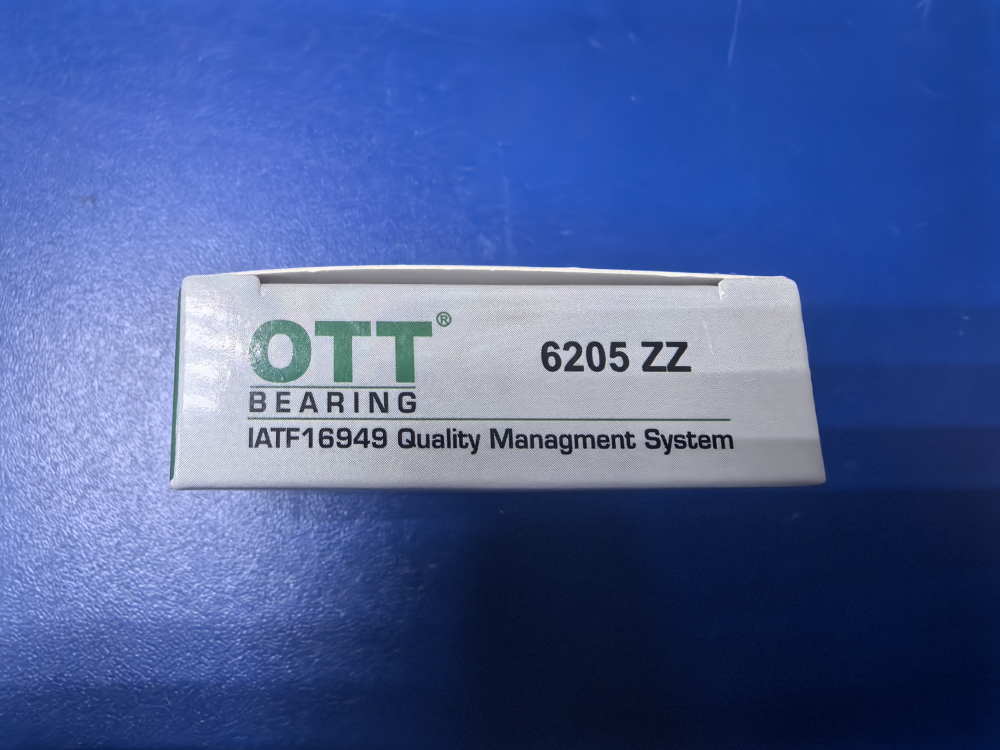 OTT®
BEARING
6205 ZZ
IATF16949 Quality Managment System